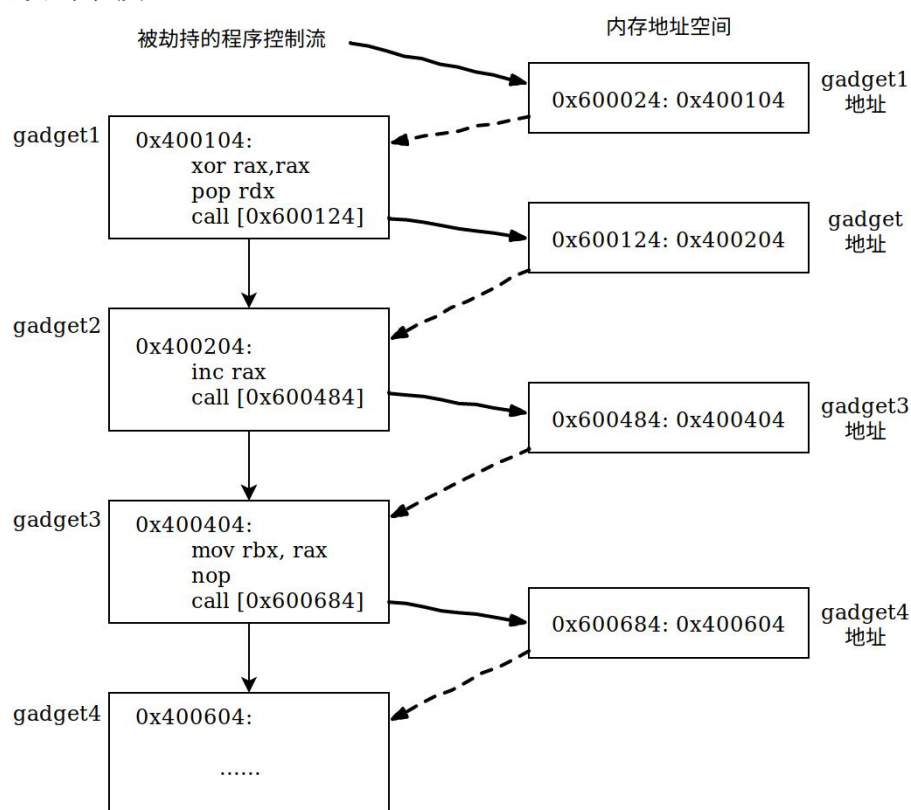 被劫持的程序控制流
内存地址空间
0x600024: 0x400104
gadget1
地址
gadget1
0x400104:
xor rax,rax
pop rdx
call [0x600124]
0x600124: 0x400204
gadget
地址
gadget2
0x400204:
inc rax
call [0x600484]
0x600484: 0x400404
gadget3
地址
gadget3
0x400404:
mov rbx, rax
nop
call [0x600684]
0x600684: 0x400604
gadget4
地址
gadget4
0x400604:
......